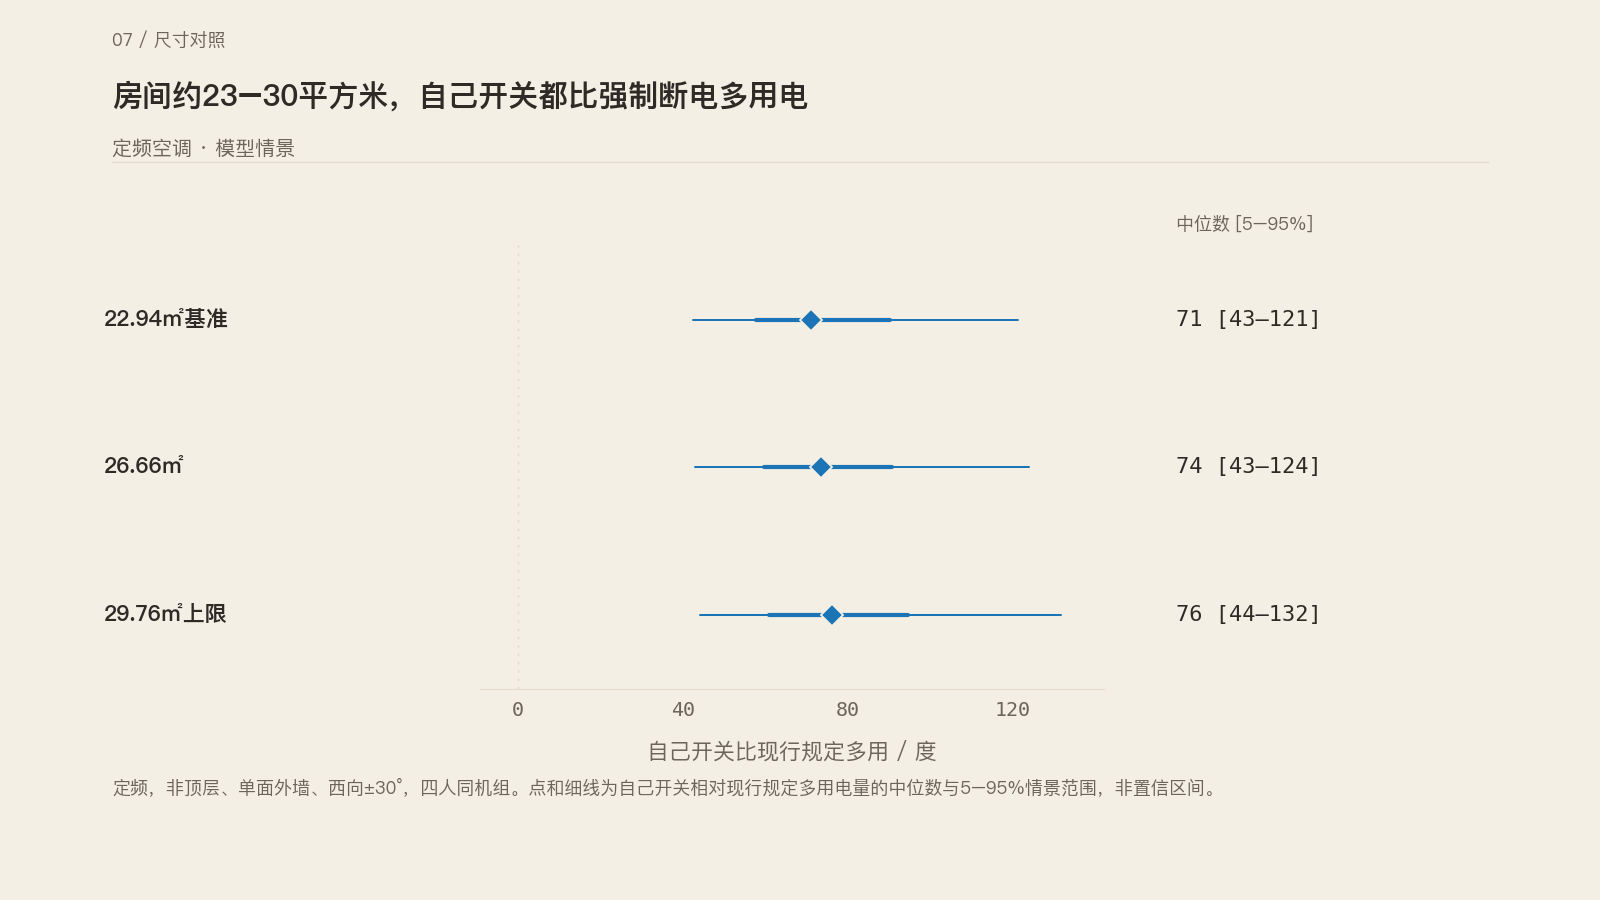 07 / 尺寸对照
房间约23—30平方米，自己开关都比强制断电多用电
定频空调 · 模型情景
中位数 [5—95%]
22.94㎡基准
71 [43—121]
26.66㎡
74 [43—124]
29.76㎡上限
76 [44—132]
0 40 80 120
自己开关比现行规定多用 / 度
定频，非顶层、单面外墙、西向±30°，四人同机组。点和细线为自己开关相对现行规定多用电量的中位数与5—95%情景范围，非置信区间。